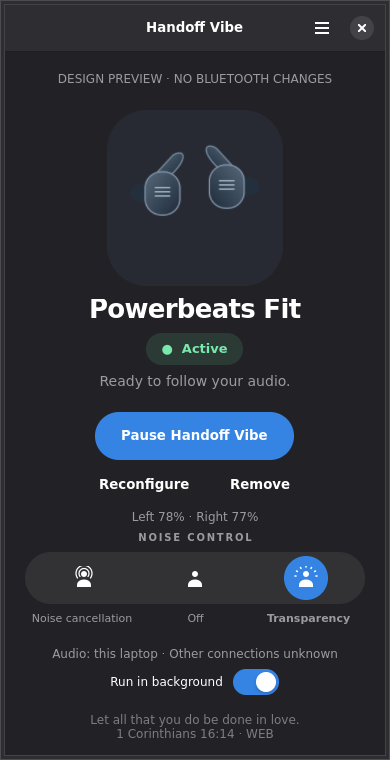 Handoff Vibe
DESIGN PREVIEW · NO BLUETOOTH CHANGES
Powerbeats Fit
Active
Ready to follow your audio.
Pause Handoff Vibe
Reconfigure Remove
Left 78% · Right 77%
NOISE CONTROL
Noise cancellation Off Transparency
Audio: this laptop · Other connections unknown
Run in background
Let all that you do be done in love.
1 Corinthians 16:14 · WEB